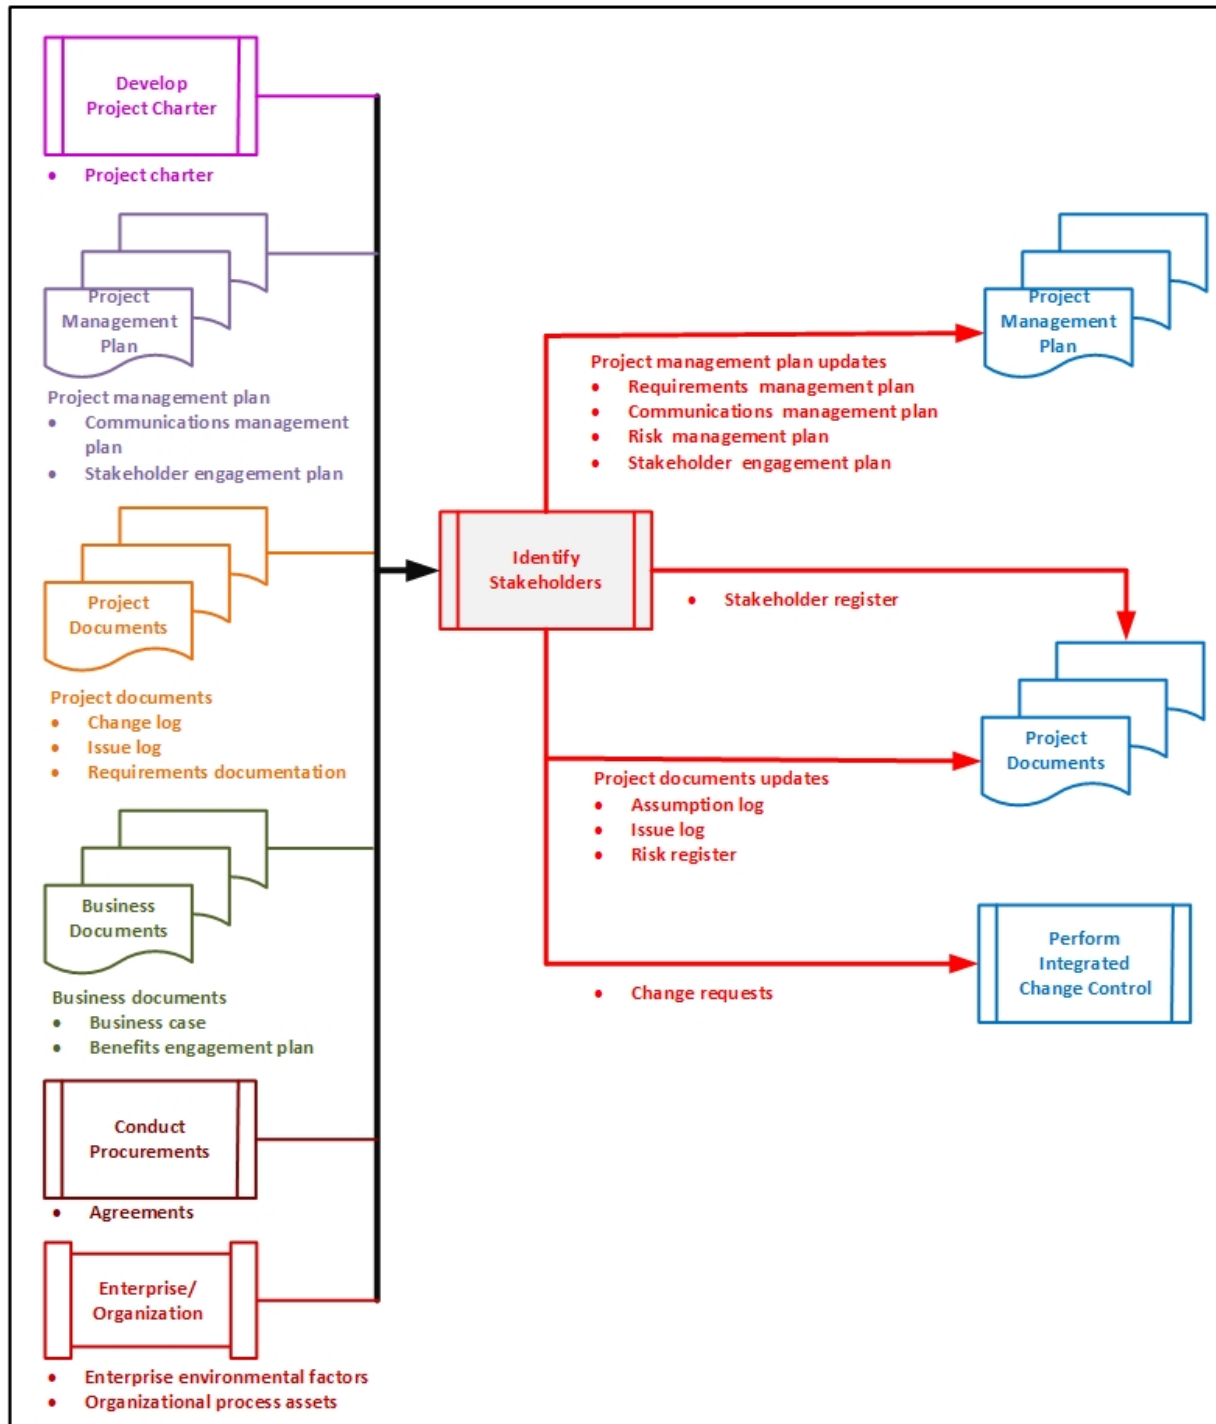 Develop
Project Charter
• Project charter
Project
Management
Plan
Project management plan
• Communications management
plan
• Stakeholder engagement plan
Project
Documents
Project documents
• Change log
• Issue log
• Requirements documentation
Business
Documents
Business documents
• Business case
• Benefits engagement plan
Conduct
Procurements
• Agreements
Enterprise/
Organization
• Enterprise environmental factors
• Organizational process assets
Identify
Stakeholders
Project management plan updates
• Requirements management plan
• Communications management plan
• Risk management plan
• Stakeholder engagement plan
• Stakeholder register
Project documents updates
• Assumption log
• Issue log
• Risk register
• Change requests
Project
Management
Plan
Project
Documents
Perform
Integrated
Change Control